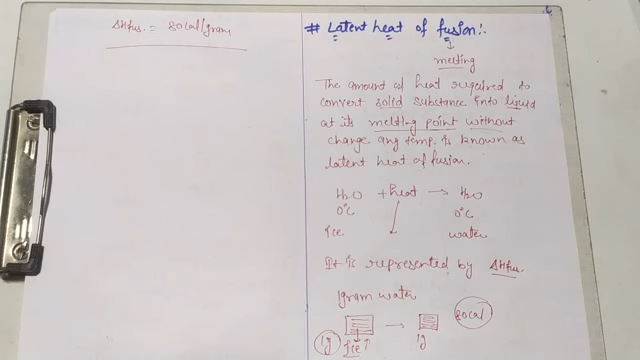 ΔHfus. = 80cal/gram
# Latent heat of fusion:.
melting
The amount of heat required to
convert solid substance into liquid
at its melting point without
change any temp. is known as
latent heat of fusion.
H₂O + heat → H₂O
0°C 0°C
Ice water
It is represented by ΔHfus.
1gram water
→ 80cal
1g Ice↑ 1g